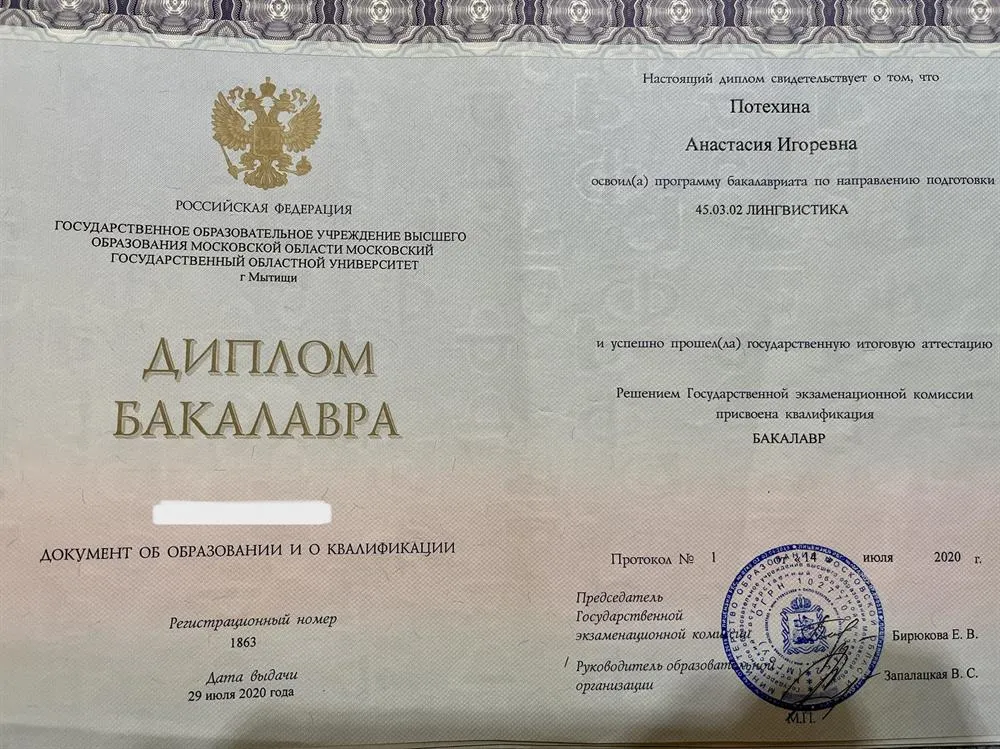 РОССИЙСКАЯ ФЕДЕРАЦИЯ
ГОСУДАРСТВЕННОЕ ОБРАЗОВАТЕЛЬНОЕ УЧРЕЖДЕНИЕ ВЫСШЕГО
ОБРАЗОВАНИЯ МОСКОВСКОЙ ОБЛАСТИ МОСКОВСКИЙ
ГОСУДАРСТВЕННЫЙ ОБЛАСТНОЙ УНИВЕРСИТЕТ
г Мытищи
ДИПЛОМ
БАКАЛАВРА
ДОКУМЕНТ ОБ ОБРАЗОВАНИИ И О КВАЛИФИКАЦИИ
Регистрационный номер
1863
Дата выдачи
29 июля 2020 года
Настоящий диплом свидетельствует о том, что
Потехина
Анастасия Игоревна
освоил(а) программу бакалавриата по направлению подготовки
45.03.02 ЛИНГВИСТИКА
и успешно прошел(ла) государственную итоговую аттестацию
Решением Государственной экзаменационной комиссии
присвоена квалификация
БАКАЛАВР
Протокол № 1 от « 14 » июля 2020 г.
Председатель
Государственной
экзаменационной комиссии
Бирюкова Е. В.
Руководитель образовательной
организации
Запалацкая В. С.
М.П.